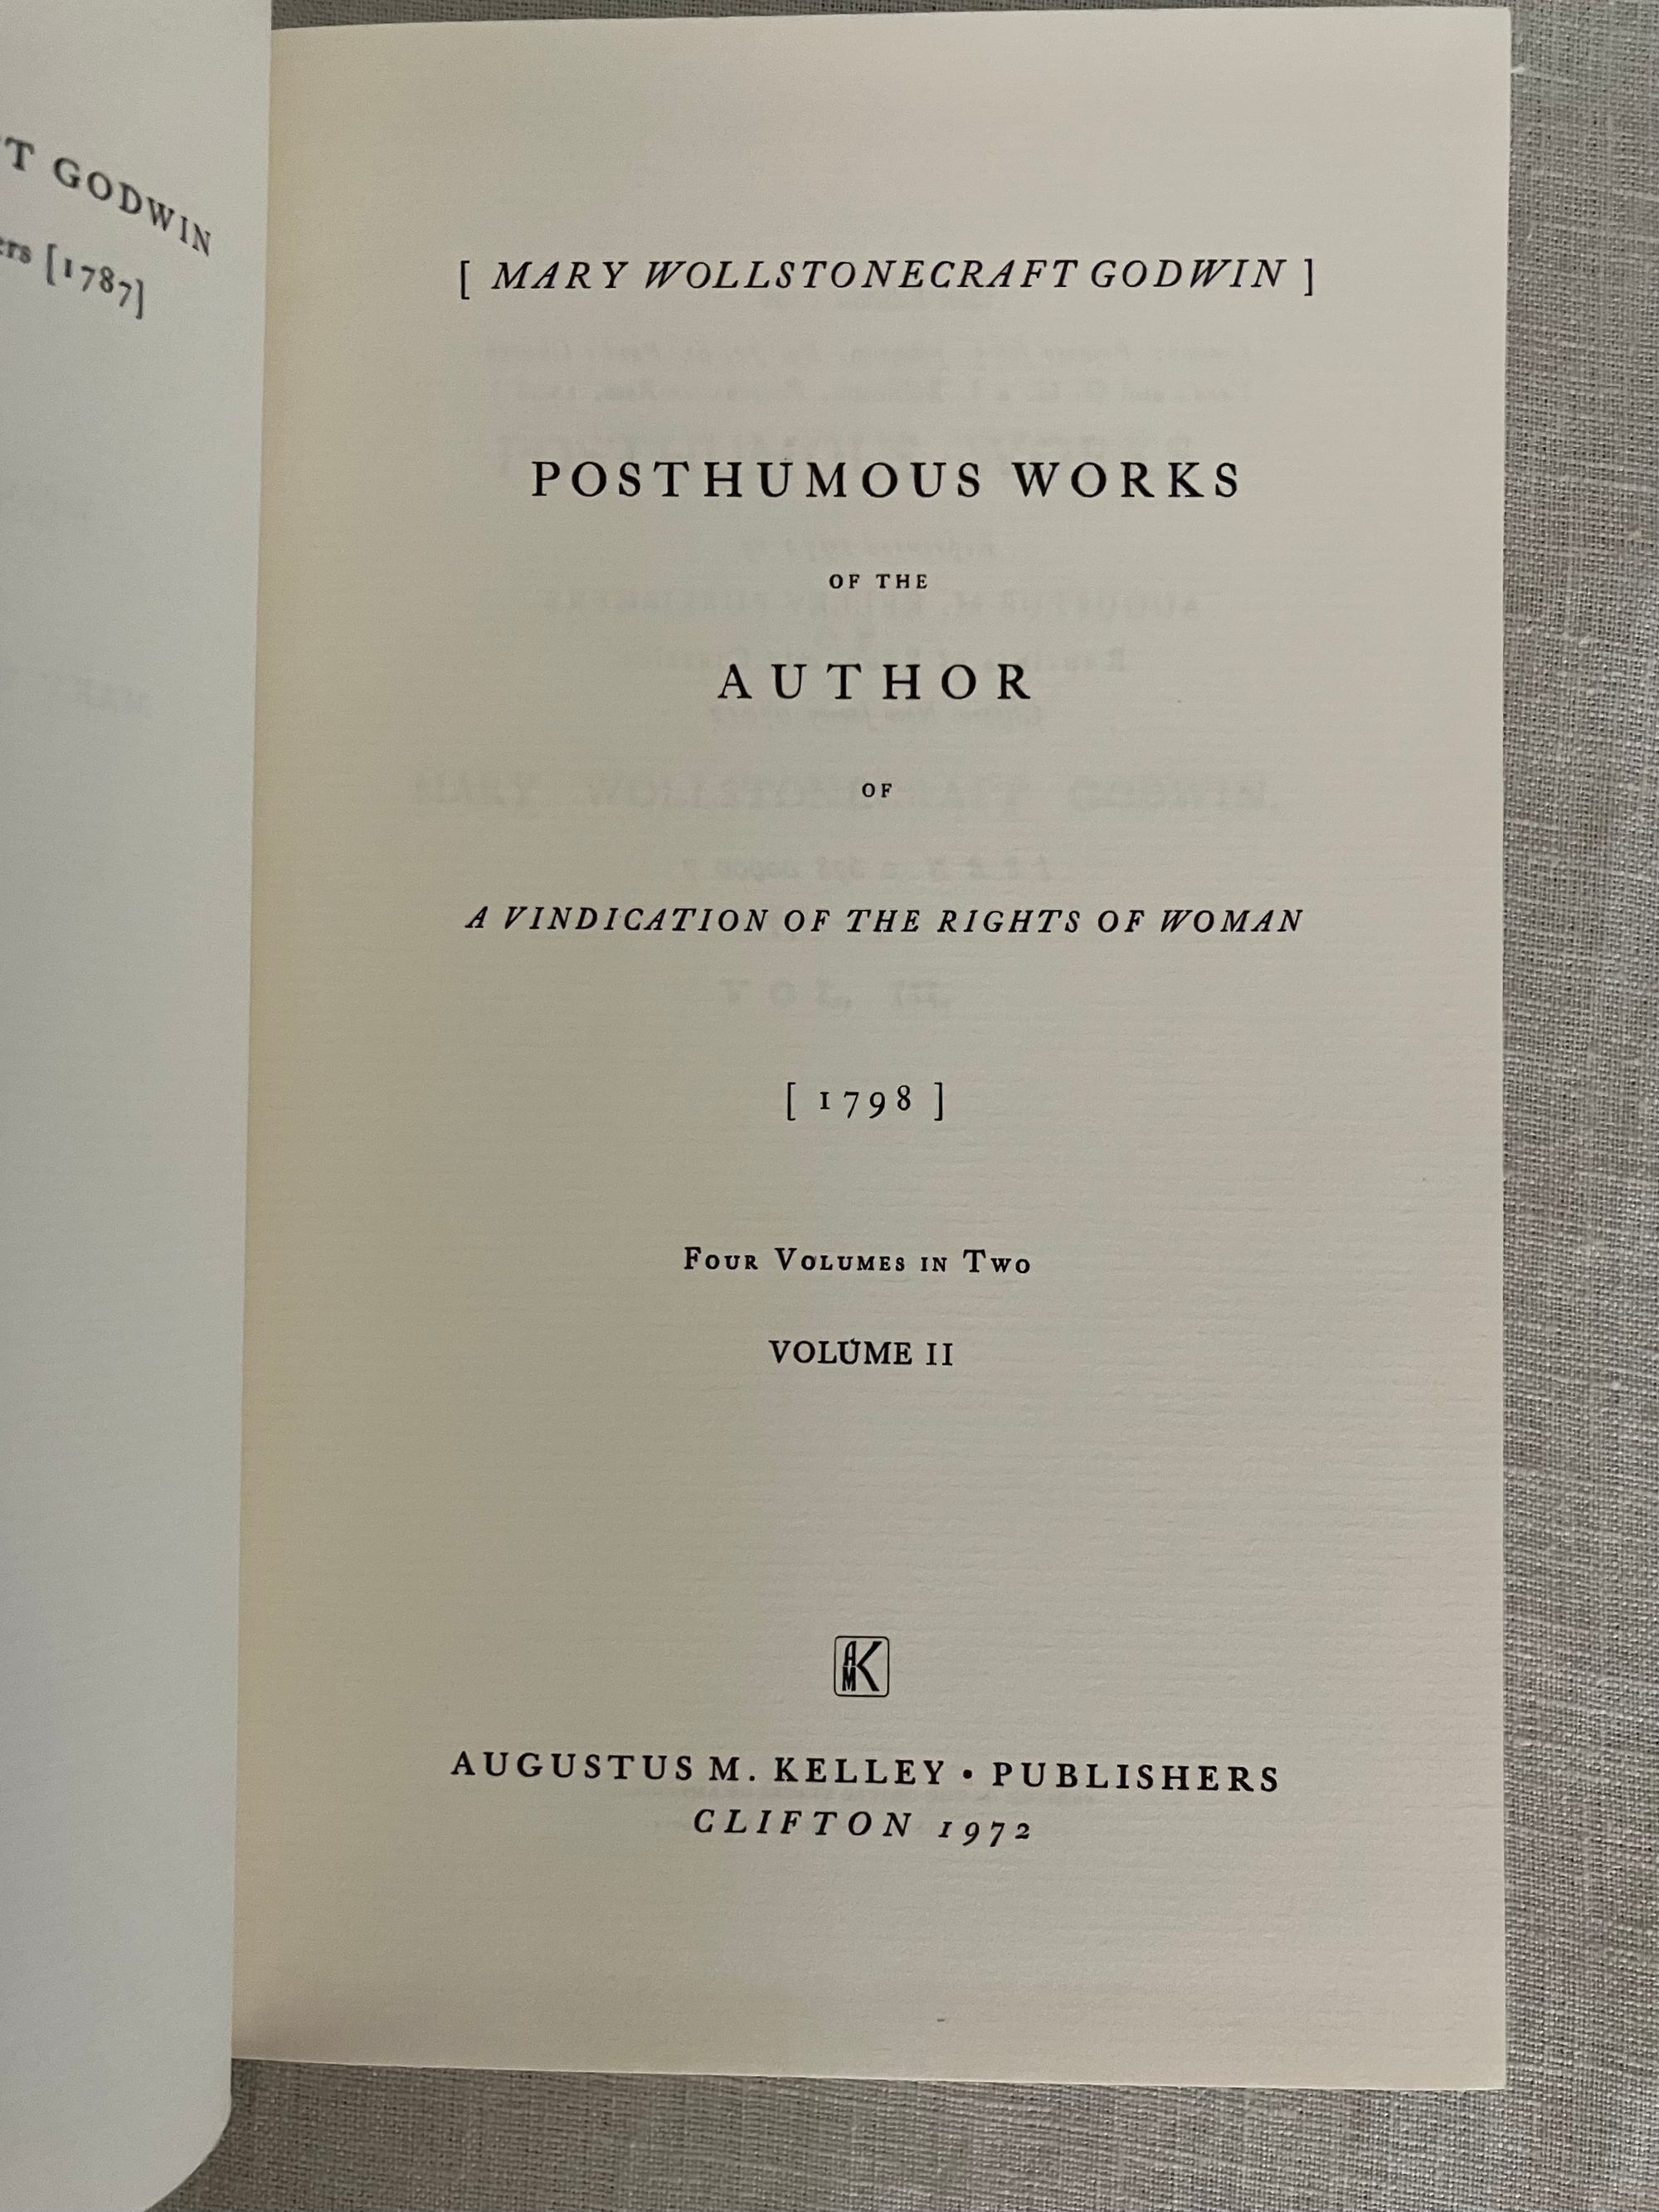 T GODWIN
ers [1787]
[ MARY WOLLSTONECRAFT GODWIN ]
POSTHUMOUS WORKS
OF THE
AUTHOR
OF
A VINDICATION OF THE RIGHTS OF WOMAN
[ 1798 ]
Four Volumes in Two
VOLUME II
AMK
AUGUSTUS M. KELLEY • PUBLISHERS
CLIFTON 1972